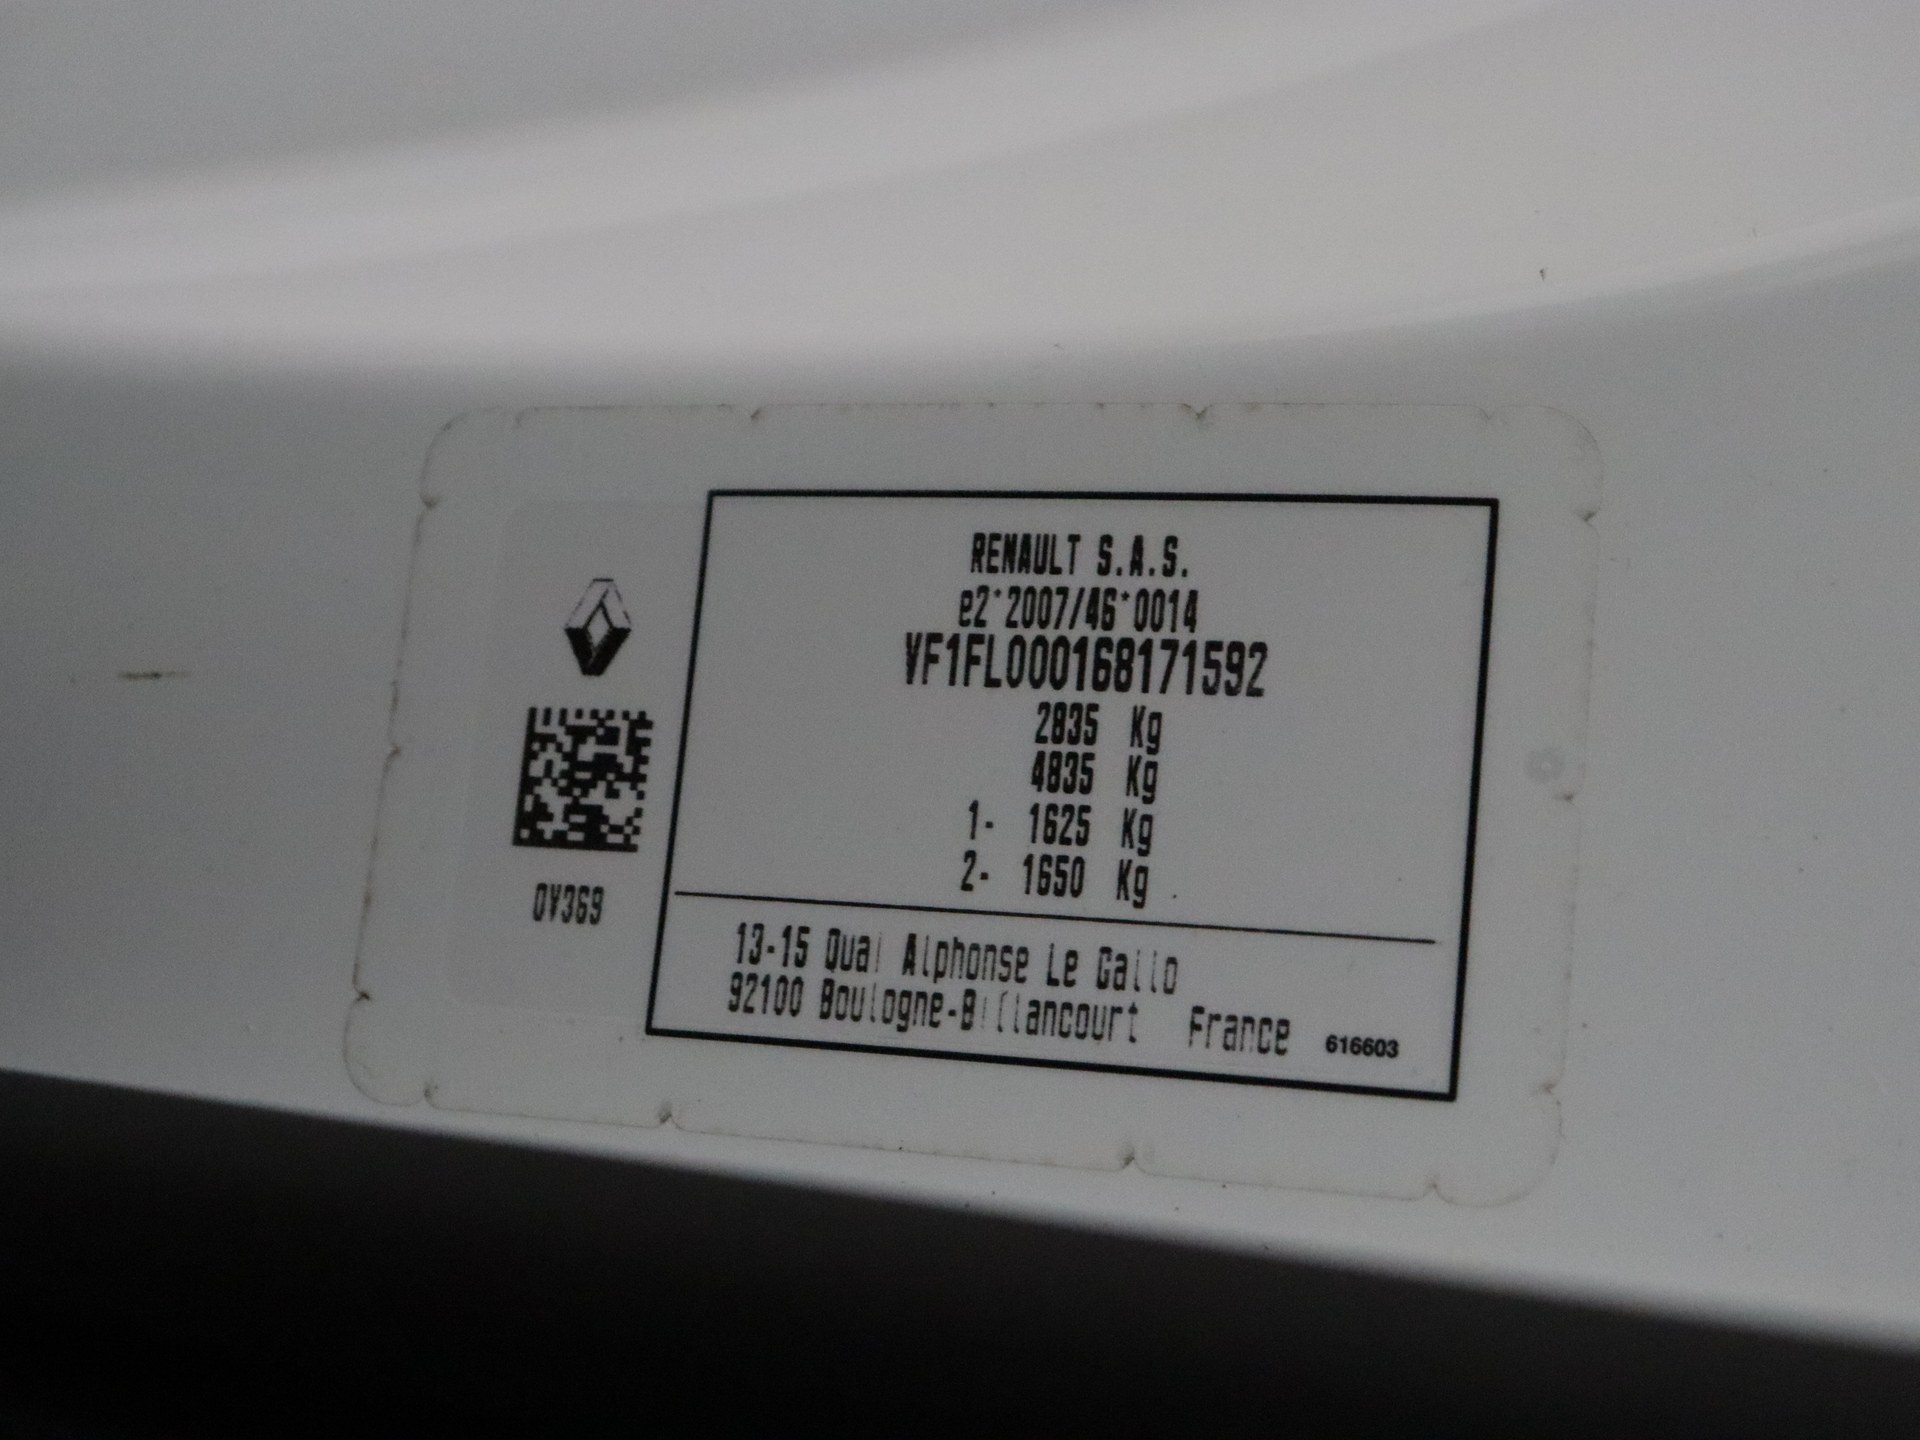 RENAULT S.A.S.
e2*2007/46*0014
VF1FL000168171592
2835 Kg
4835 Kg
1- 1625 Kg
2- 1650 Kg
0V369
13-15 Quai Alphonse Le Gallo
92100 Boulogne-Billancourt France
616603